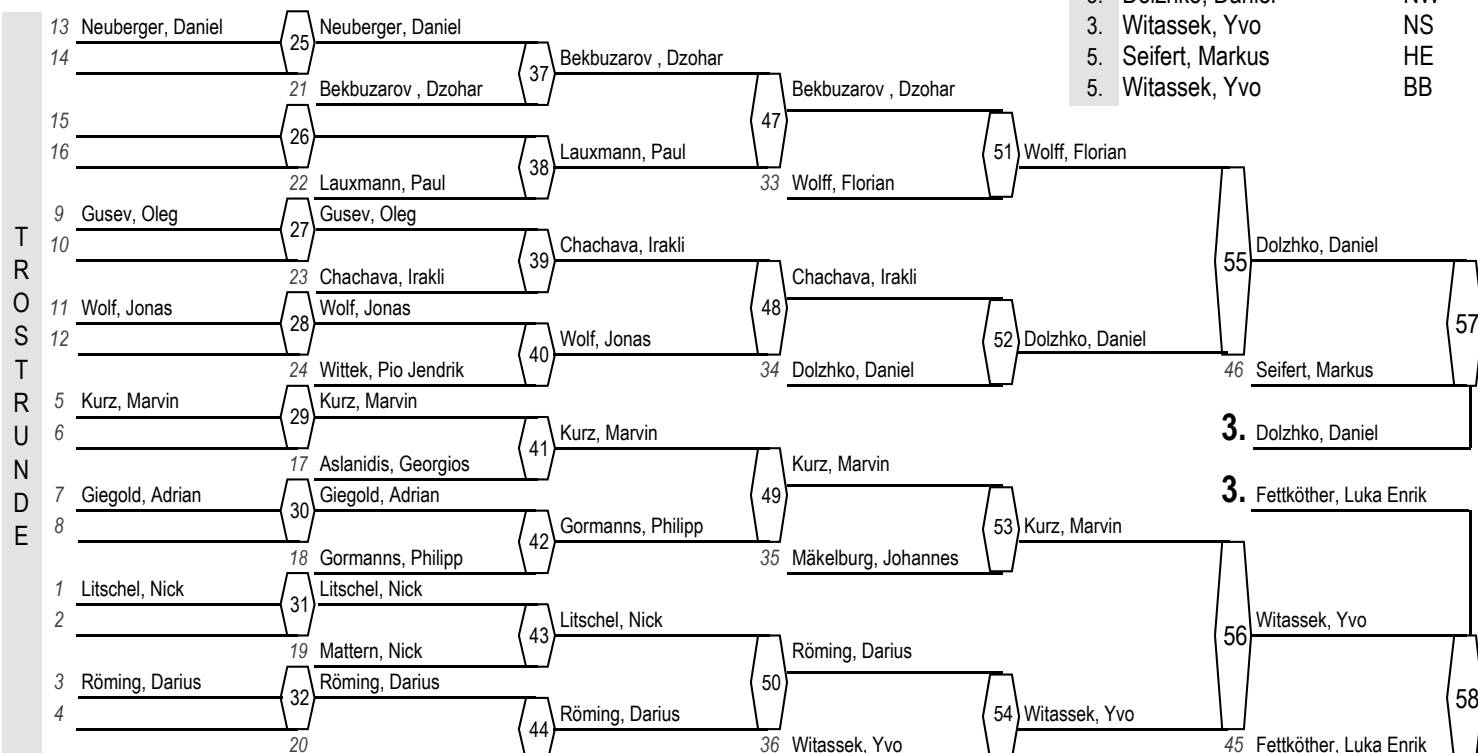 3. Dolzhko, Daniel NW
3. Witassek, Yvo NS
5. Seifert, Markus HE
5. Witassek, Yvo BB
TROSTRUNDE
13 Neuberger, Daniel 25 Neuberger, Daniel
14 37 Bekbuzarov , Dzohar
21 Bekbuzarov , Dzohar 47 Bekbuzarov , Dzohar
15
16 26 38 Lauxmann, Paul 51 Wolff, Florian
22 Lauxmann, Paul 33 Wolff, Florian
9 Gusev, Oleg 27 Gusev, Oleg
10 39 Chachava, Irakli 55 Dolzhko, Daniel
23 Chachava, Irakli 48 Chachava, Irakli
11 Wolf, Jonas 28 Wolf, Jonas 57
12 40 Wolf, Jonas 52 Dolzhko, Daniel
24 Wittek, Pio Jendrik 34 Dolzhko, Daniel 46 Seifert, Markus
5 Kurz, Marvin 29 Kurz, Marvin
6 41 Kurz, Marvin 3. Dolzhko, Daniel
17 Aslanidis, Georgios 49 Kurz, Marvin
7 Giegold, Adrian 30 Giegold, Adrian 3. Fettköther, Luka Enrik
8 42 Gormanns, Philipp 53 Kurz, Marvin
18 Gormanns, Philipp 35 Mäkelburg, Johannes
1 Litschel, Nick 31 Litschel, Nick
2 43 Litschel, Nick 56 Witassek, Yvo
19 Mattern, Nick 50 Röming, Darius
3 Röming, Darius 32 Röming, Darius 58
4 44 Röming, Darius 54 Witassek, Yvo
20 36 Witassek, Yvo 45 Fettköther, Luka Enrik